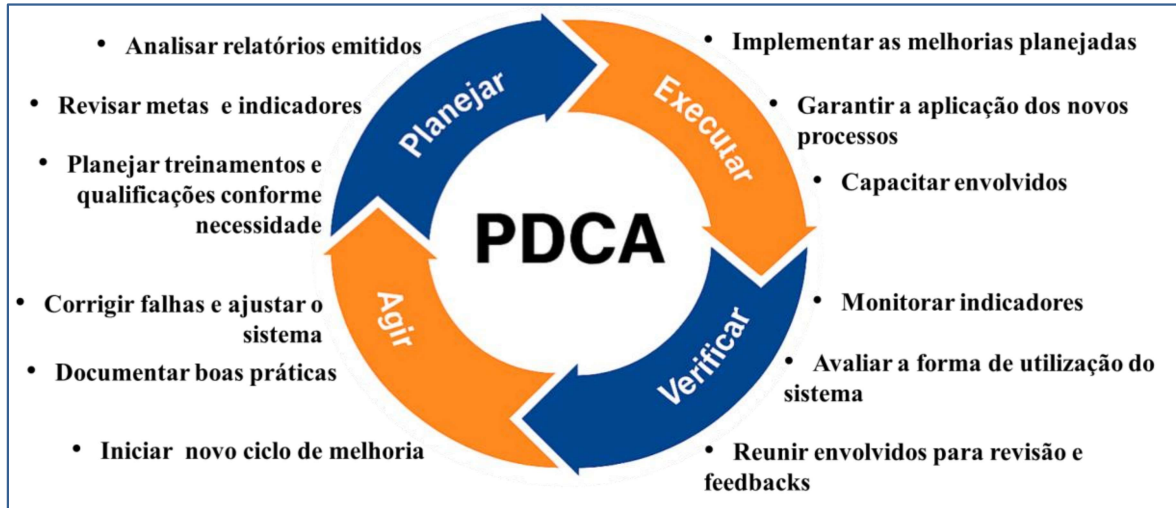 • Analisar relatórios emitidos
• Revisar metas e indicadores
• Planejar treinamentos e
qualificações conforme
necessidade
Planejar
• Implementar as melhorias planejadas
• Garantir a aplicação dos novos
processos
• Capacitar envolvidos
Executar
PDCA
• Monitorar indicadores
• Avaliar a forma de utilização do
sistema
• Reunir envolvidos para revisão e
feedbacks
Verificar
• Corrigir falhas e ajustar o
sistema
• Documentar boas práticas
• Iniciar novo ciclo de melhoria
Agir